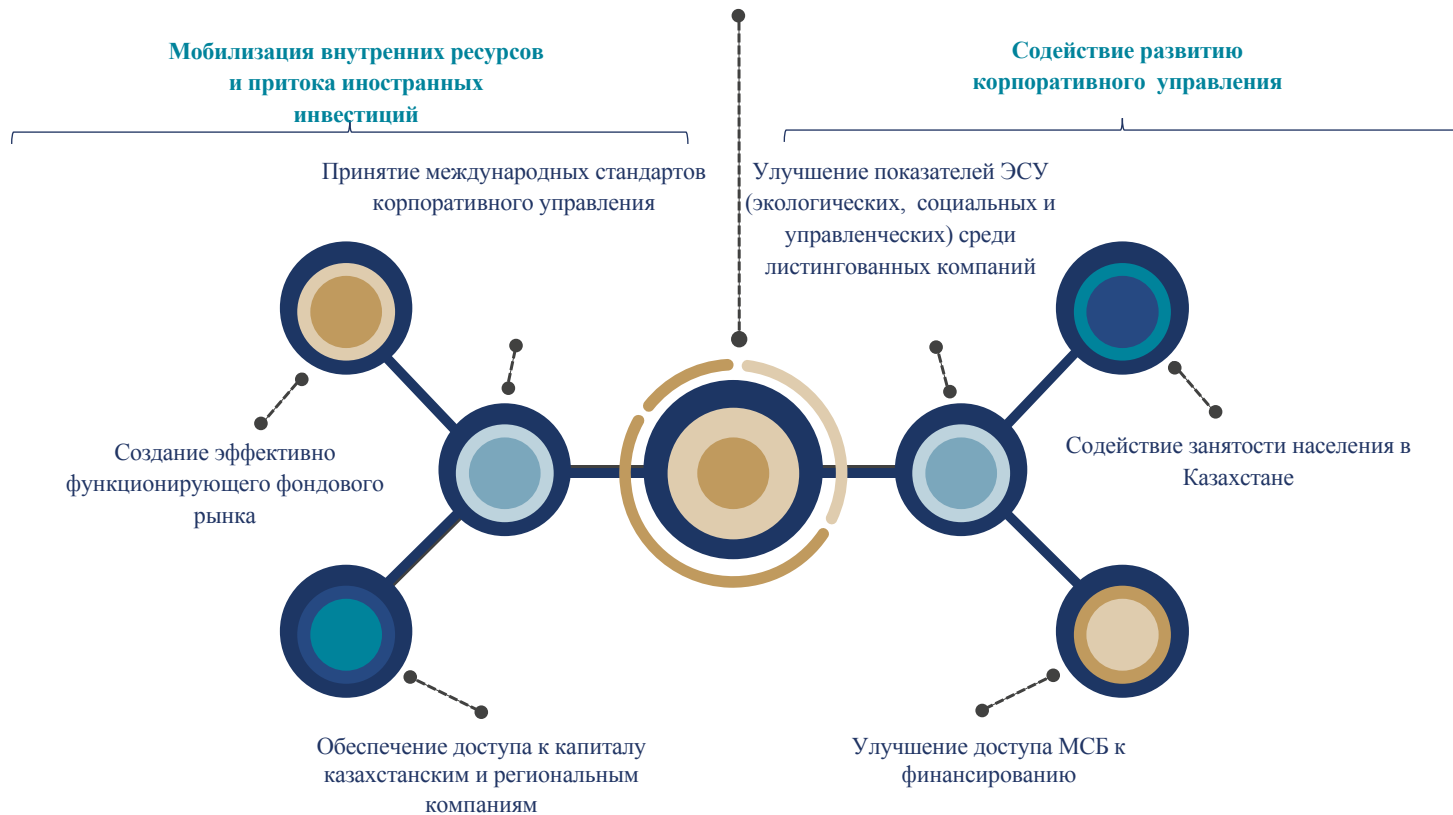 Мобилизация внутренних ресурсов
и притока иностранных
инвестиций
Содействие развитию
корпоративного управления
Принятие международных стандартов
корпоративного управления
Улучшение показателей ЭСУ
(экологических, социальных и
управленческих) среди
листингованных компаний
Создание эффективно
функционирующего фондового
рынка
Содействие занятости населения в
Казахстане
Обеспечение доступа к капиталу
казахстанским и региональным
компаниям
Улучшение доступа МСБ к
финансированию